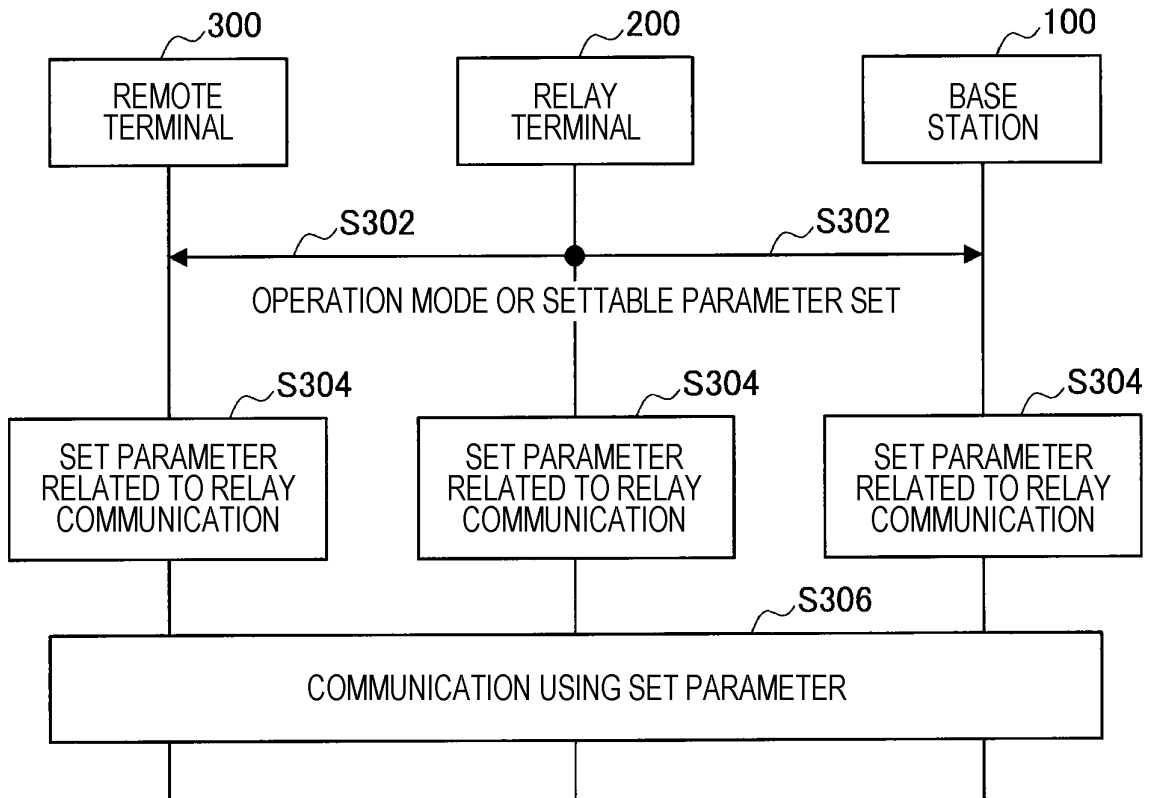 300
200
100
REMOTE
TERMINAL
RELAY
TERMINAL
BASE
STATION
S302
S302
OPERATION MODE OR SETTABLE PARAMETER SET
S304
S304
S304
SET PARAMETER
RELATED TO RELAY
COMMUNICATION
SET PARAMETER
RELATED TO RELAY
COMMUNICATION
SET PARAMETER
RELATED TO RELAY
COMMUNICATION
S306
COMMUNICATION USING SET PARAMETER